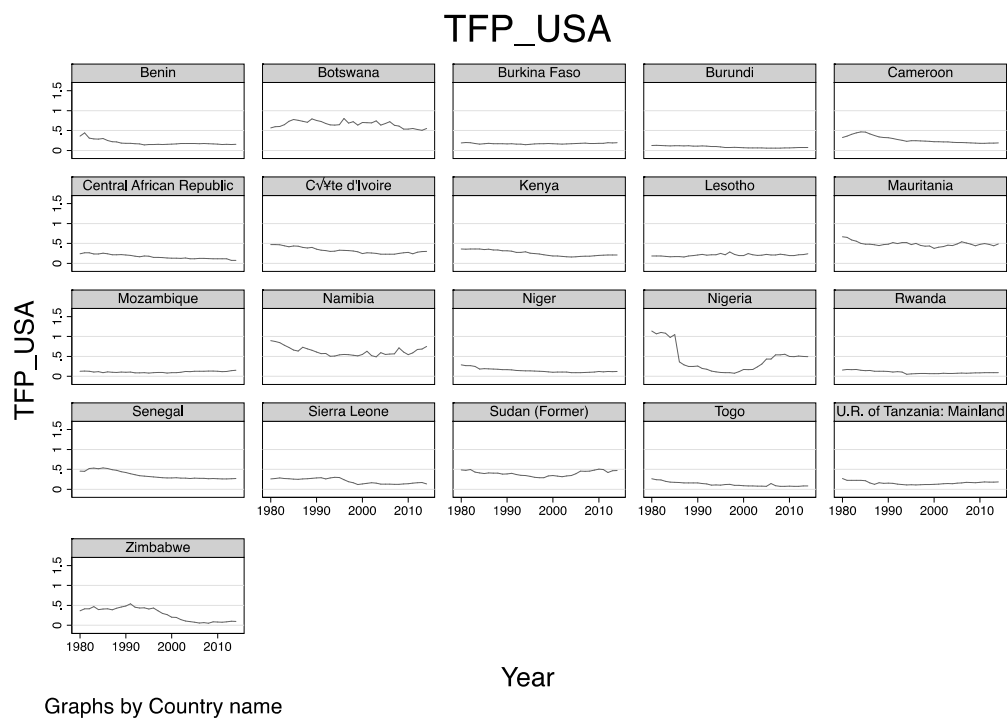 TFP_USA
Benin
Botswana
Burkina Faso
Burundi
Cameroon
0 .5 1 1.5
Central African Republic
C√¥te d'Ivoire
Kenya
Lesotho
Mauritania
0 .5 1 1.5
Mozambique
Namibia
Niger
Nigeria
Rwanda
0 .5 1 1.5
TFP_USA
Senegal
Sierra Leone
Sudan (Former)
Togo
U.R. of Tanzania: Mainland
0 .5 1 1.5
1980 1990 2000 2010
1980 1990 2000 2010
1980 1990 2000 2010
1980 1990 2000 2010
Zimbabwe
0 .5 1 1.5
1980 1990 2000 2010
Year
Graphs by Country name